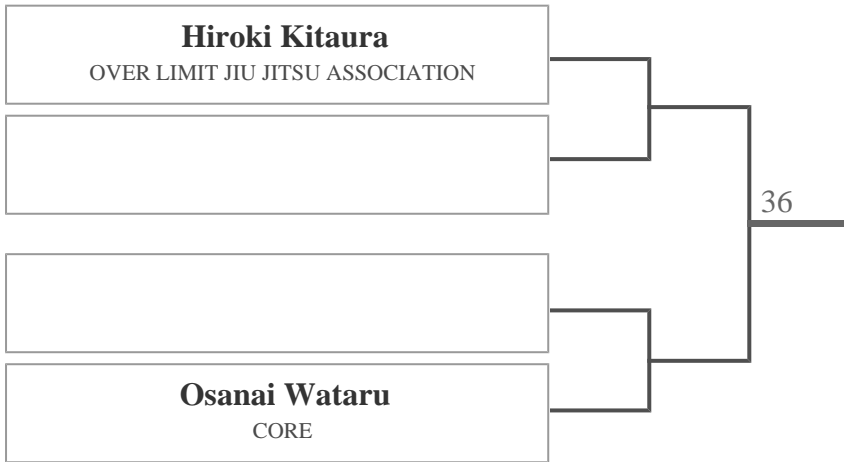 Hiroki Kitaura
OVER LIMIT JIU JITSU ASSOCIATION
36
Osanai Wataru
CORE